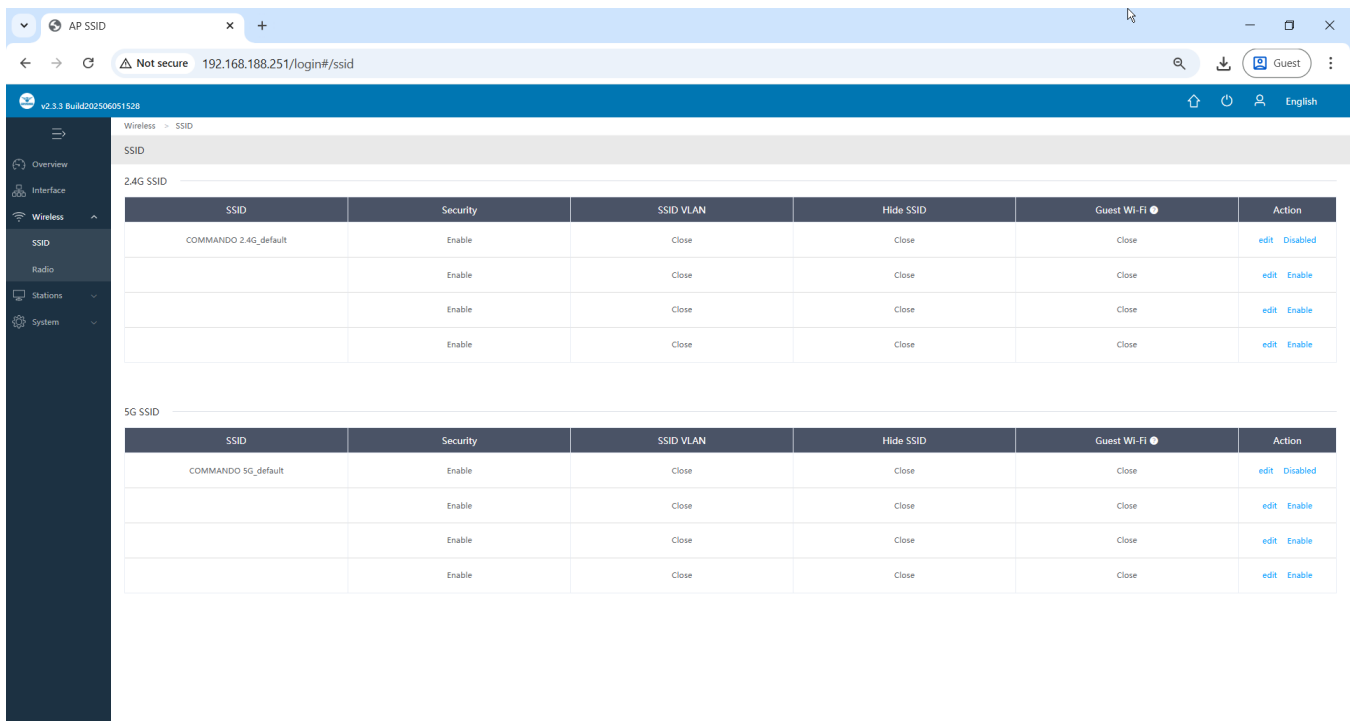 AP SSID
Not secure 192.168.188.251/login#/ssid Guest
v2.3.3 Build202506051528 English
Overview
Interface
Wireless
SSID
Radio
Stations
System
Wireless > SSID
SSID
2.4G SSID
SSID Security SSID VLAN Hide SSID Guest Wi-Fi Action
COMMANDO 2.4G_default Enable Close Close Close edit Disabled
Enable Close Close Close edit Enable
Enable Close Close Close edit Enable
Enable Close Close Close edit Enable
5G SSID
SSID Security SSID VLAN Hide SSID Guest Wi-Fi Action
COMMANDO 5G_default Enable Close Close Close edit Disabled
Enable Close Close Close edit Enable
Enable Close Close Close edit Enable
Enable Close Close Close edit Enable